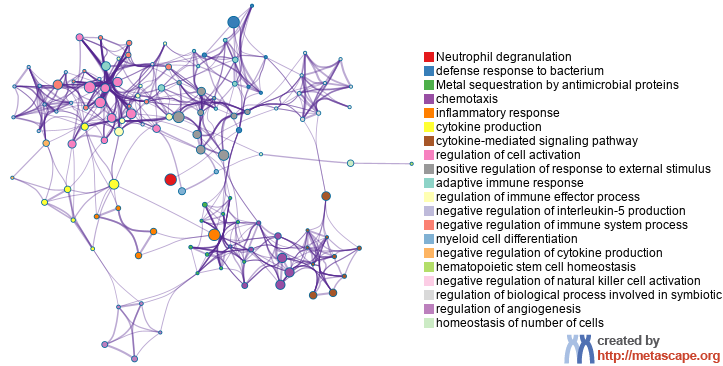 Neutrophil degranulation
defense response to bacterium
Metal sequestration by antimicrobial proteins
chemotaxis
inflammatory response
cytokine production
cytokine-mediated signaling pathway
regulation of cell activation
positive regulation of response to external stimulus
adaptive immune response
regulation of immune effector process
negative regulation of interleukin-5 production
negative regulation of immune system process
myeloid cell differentiation
negative regulation of cytokine production
hematopoietic stem cell homeostasis
negative regulation of natural killer cell activation
regulation of biological process involved in symbiotic
regulation of angiogenesis
homeostasis of number of cells
created by
http://metascape.org